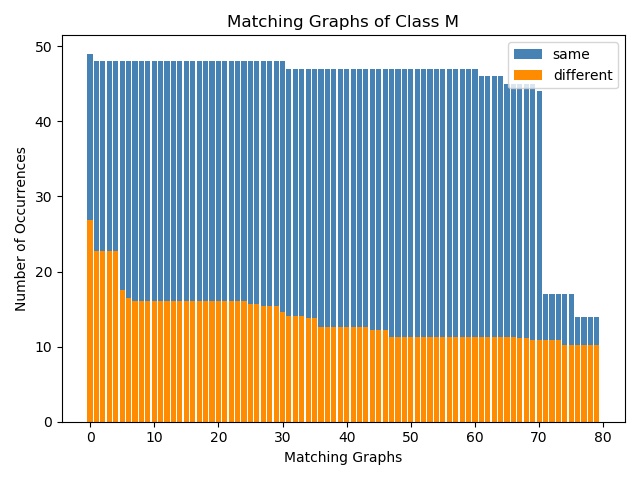 Matching Graphs of Class M
same
different
Number of Occurrences
50
40
30
20
10
0
0 10 20 30 40 50 60 70 80
Matching Graphs